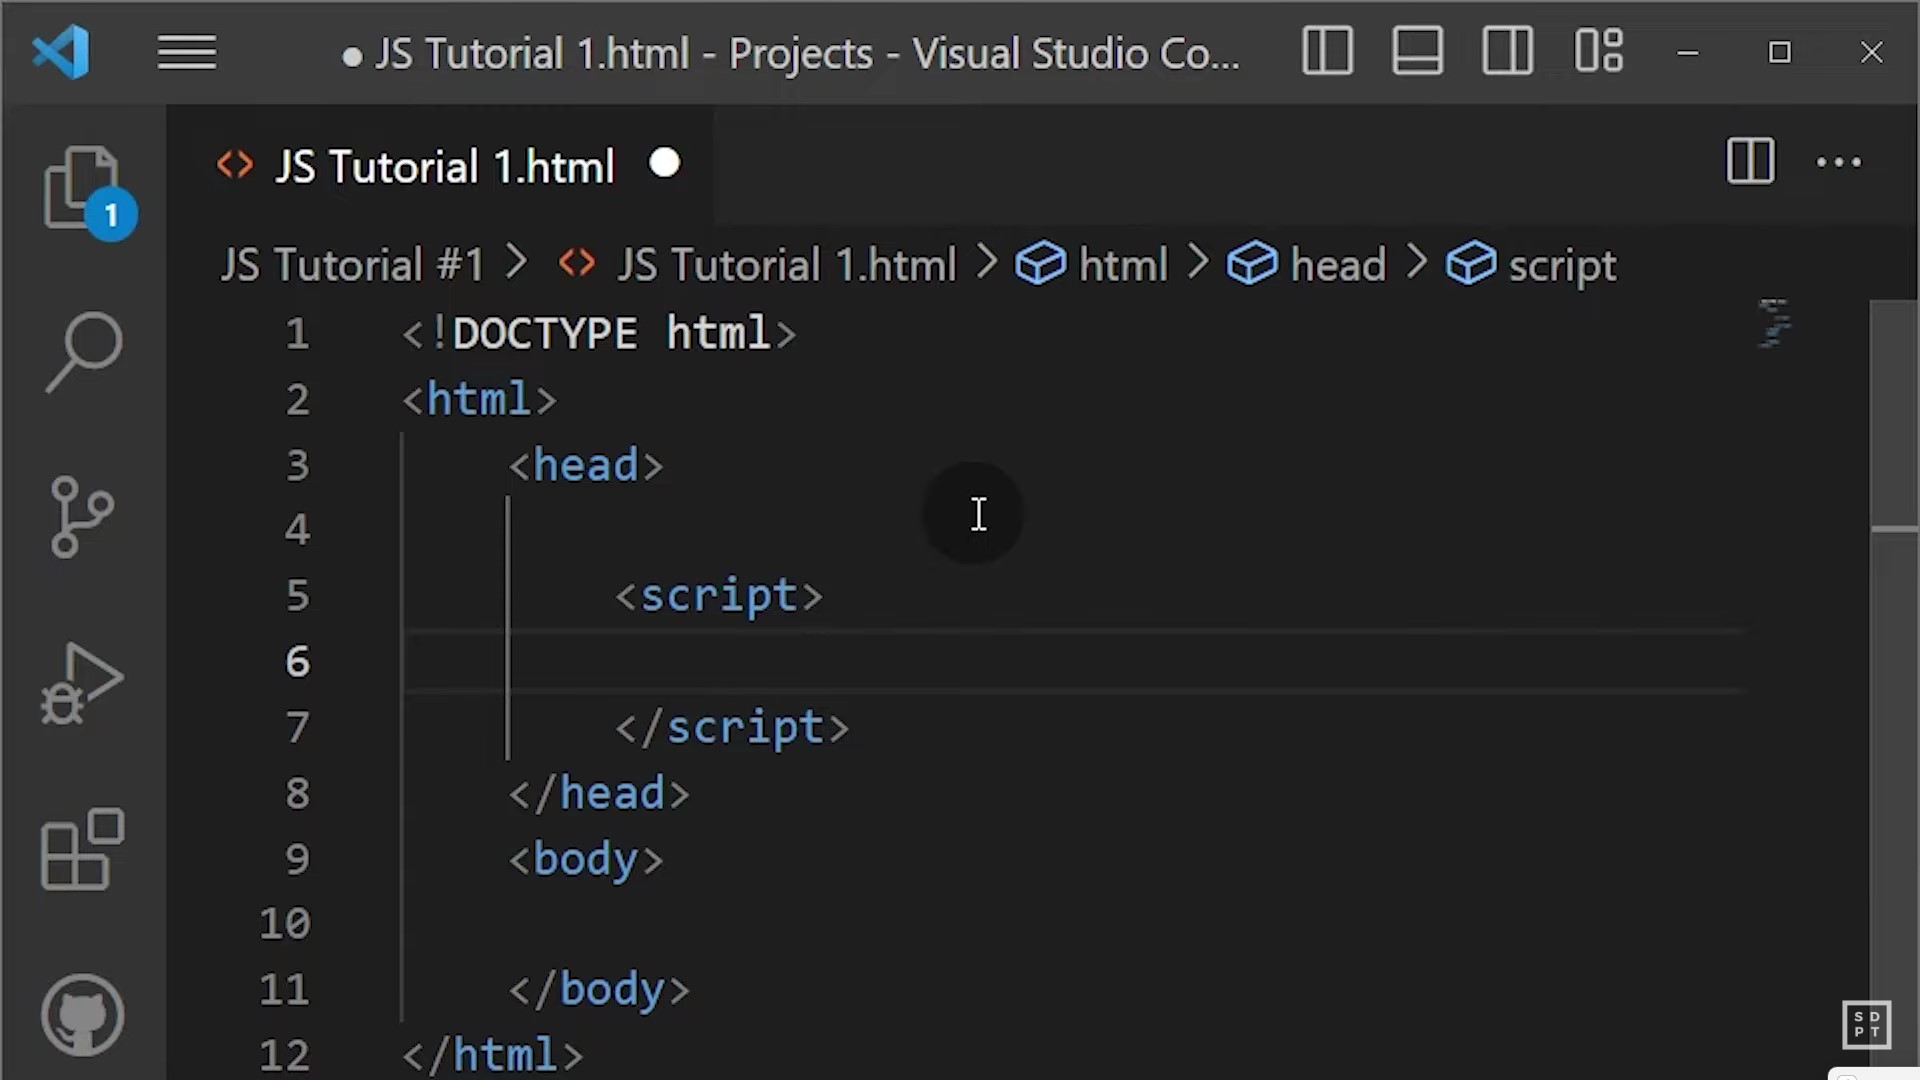 ● JS Tutorial 1.html - Projects - Visual Studio Co...
JS Tutorial 1.html
1
JS Tutorial #1 > JS Tutorial 1.html > html > head > script
1 <!DOCTYPE html>
2 <html>
3 <head>
4
5 <script>
6
7 </script>
8 </head>
9 <body>
10
11 </body>
12 </html>
SD
PT